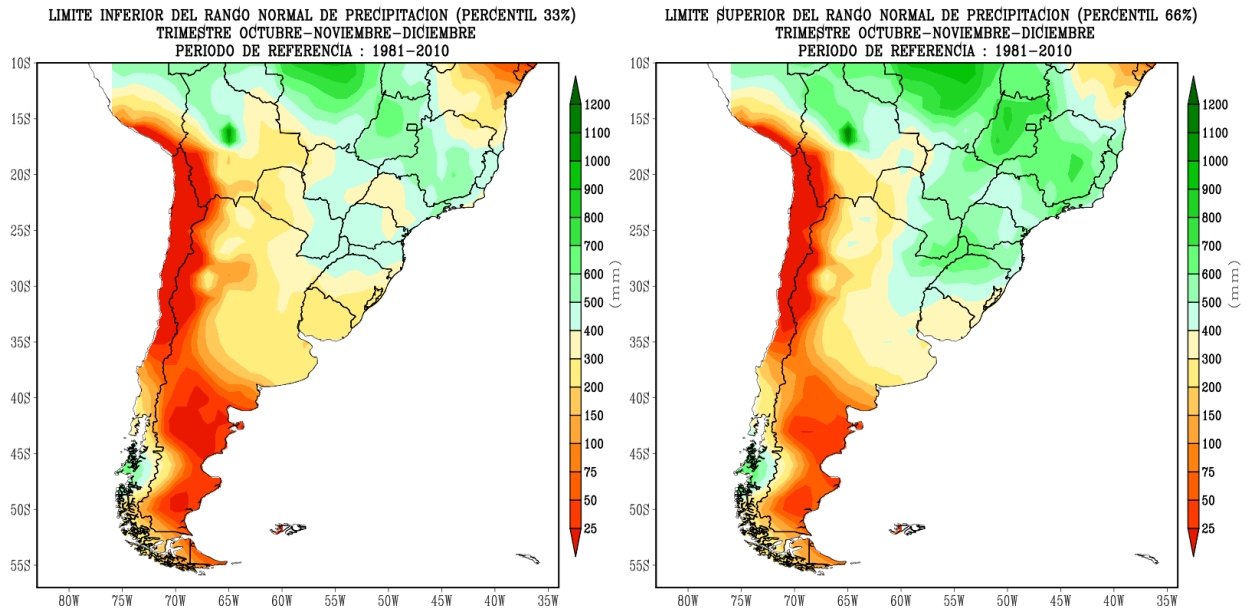 LIMITE INFERIOR DEL RANGO NORMAL DE PRECIPITACION (PERCENTIL 33%)
TRIMESTRE OCTUBRE-NOVIEMBRE-DICIEMBRE
PERIODO DE REFERENCIA : 1981-2010
10S
15S
20S
25S
30S
35S
40S
45S
50S
55S
80W
75W
70W
65W
60W
55W
50W
45W
40W
35W
1200
1100
1000
900
800
700
600
500
400
300
200
150
100
75
50
25
(mm)
LIMITE SUPERIOR DEL RANGO NORMAL DE PRECIPITACION (PERCENTIL 66%)
TRIMESTRE OCTUBRE-NOVIEMBRE-DICIEMBRE
PERIODO DE REFERENCIA : 1981-2010
10S
15S
20S
25S
30S
35S
40S
45S
50S
55S
80W
75W
70W
65W
60W
55W
50W
45W
40W
35W
1200
1100
1000
900
800
700
600
500
400
300
200
150
100
75
50
25
(mm)